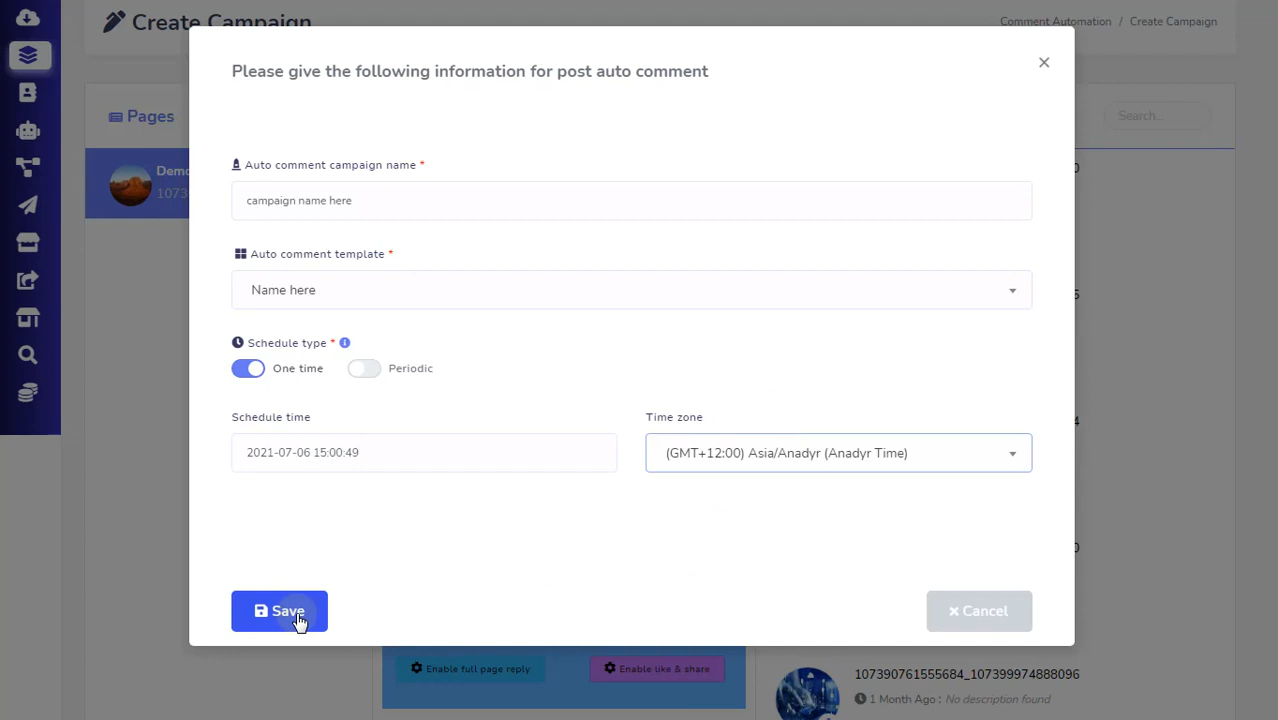 Create Campaign
Comment Automation / Create Campaign
Please give the following information for post auto comment
×
Pages
Search...
Demo
1073
Auto comment campaign name *
campaign name here
Auto comment template *
Name here
Schedule type *
One time
Periodic
Schedule time
Time zone
2021-07-06 15:00:49
(GMT+12:00) Asia/Anadyr (Anadyr Time)
Save
Cancel
Enable full page reply
Enable like & share
107390761555684_107399974888096
1 Month Ago : No description found